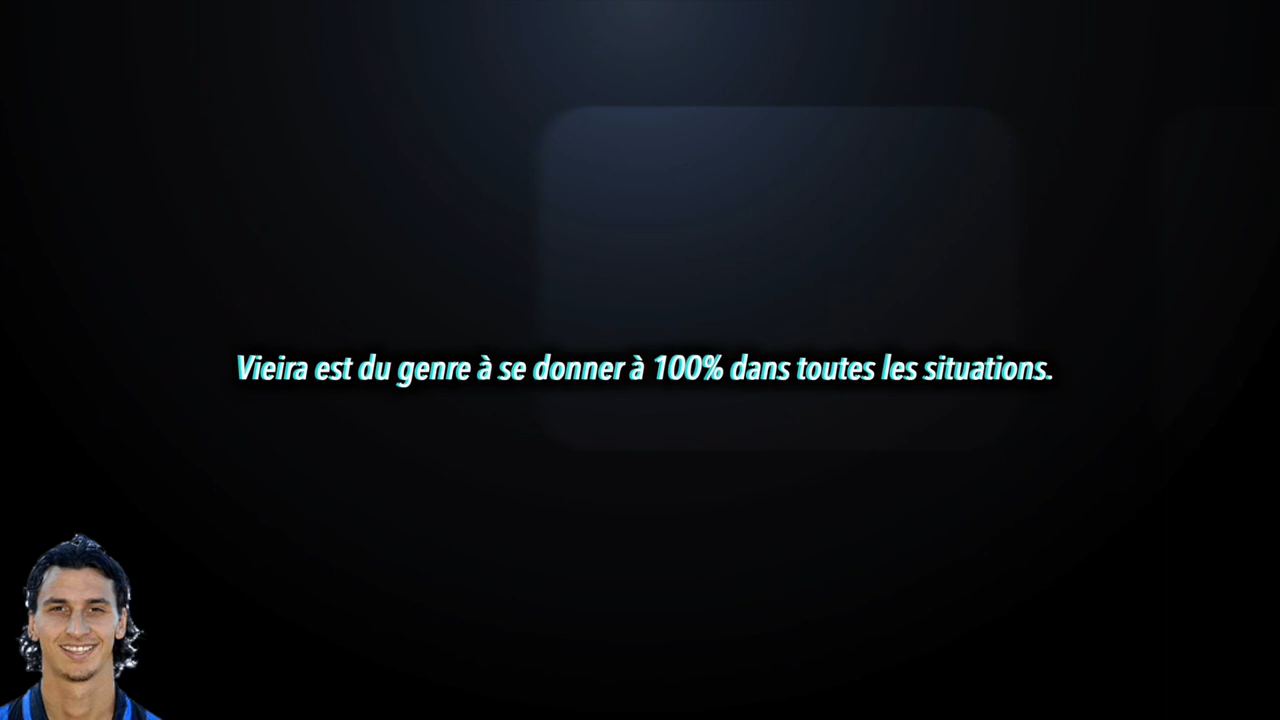 Vieira est du genre à se donner à 100% dans toutes les situations.